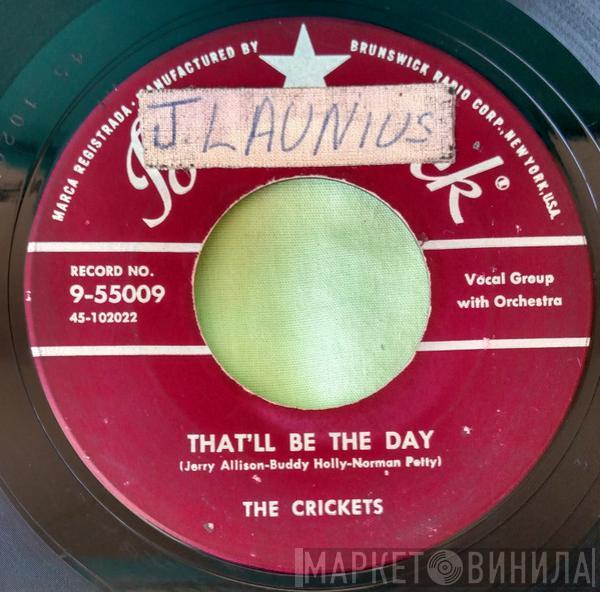 MARCA REGISTRADA · MANUFACTURED BY BRUNSWICK RADIO CORP., NEW YORK, U.S.A.
J. LAUNIUS
RECORD NO.
9-55009
45-102022
Vocal Group
with Orchestra
THAT'LL BE THE DAY
(Jerry Allison-Buddy Holly-Norman Petty)
THE CRICKETS
МАРКЕТ ВИНИЛА